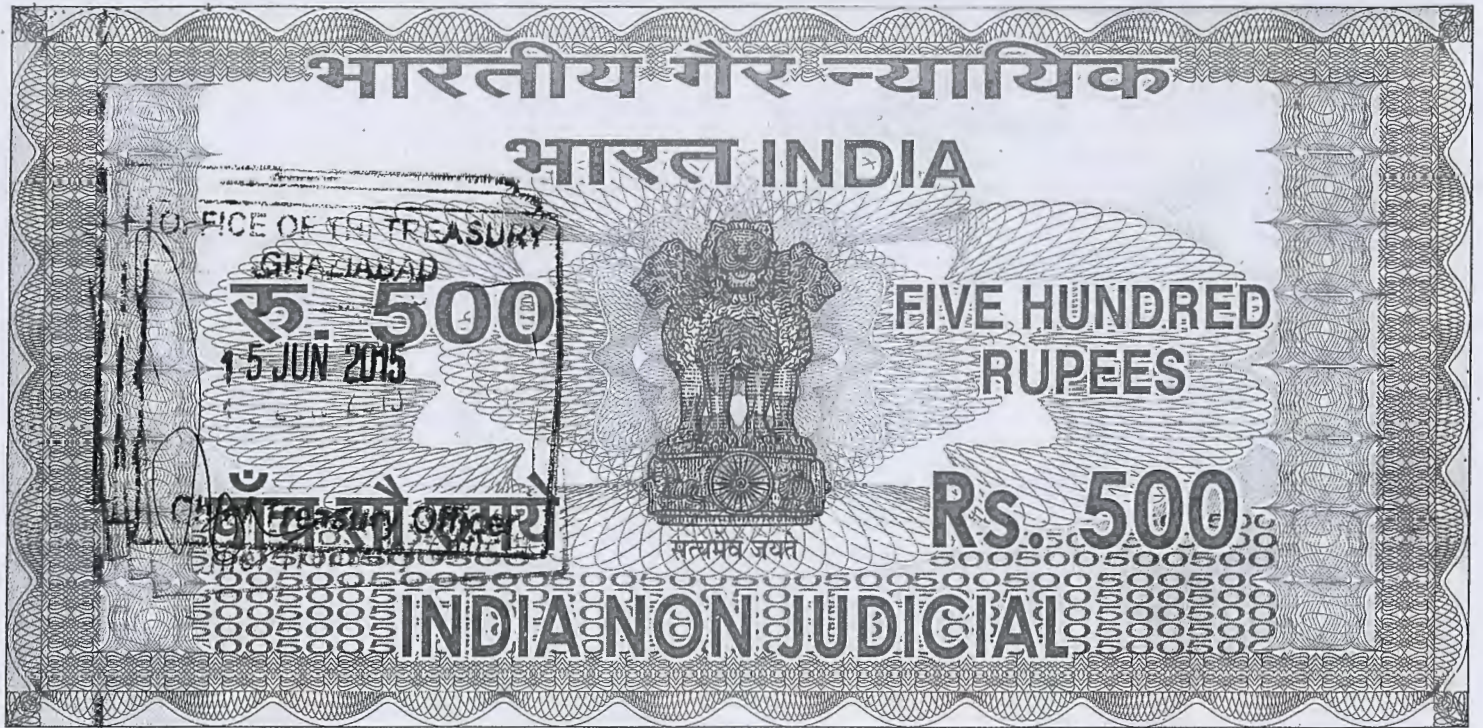 भारतीय गैर न्यायिक
भारत INDIA
OFFICE OF THE TREASURY
GHAZIABAD
रु. 500
FIVE HUNDRED
RUPEES
15 JUN 2015
पाँच सौ रुपये
Treasury Officer
Rs. 500
सत्यमेव जयते
INDIA NON JUDICIAL